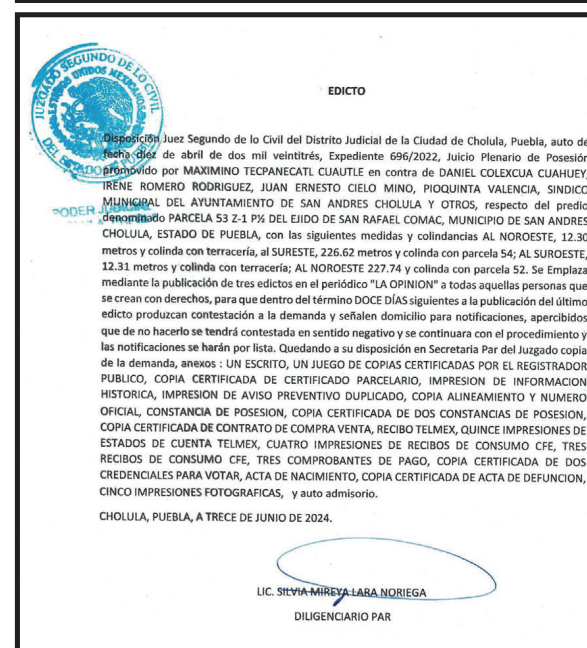 JUZGADO SEGUNDO DE LO CIVIL
ESTADOS UNIDOS MEXICANOS
PODER JUDICIAL
EDICTO
Disposición Juez Segundo de lo Civil del Distrito Judicial de la Ciudad de Cholula, Puebla, auto de
fecha diez de abril de dos mil veintitrés, Expediente 696/2022, Juicio Plenario de Posesión
promovido por MAXIMINO TECPANECATL CUAUTLE en contra de DANIEL COLEXCUA CUAHUEY,
IRENE ROMERO RODRIGUEZ, JUAN ERNESTO CIELO MINO, PIOQUINTA VALENCIA, SINDICO
MUNICIPAL DEL AYUNTAMIENTO DE SAN ANDRES CHOLULA Y OTROS, respecto del predio
denominado PARCELA 53 Z-1 P½ DEL EJIDO DE SAN RAFAEL COMAC, MUNICIPIO DE SAN ANDRES
CHOLULA, ESTADO DE PUEBLA, con las siguientes medidas y colindancias AL NOROESTE, 12.30
metros y colinda con terracería, al SURESTE, 226.62 metros y colinda con parcela 54; AL SUROESTE,
12.31 metros y colinda con terracería; AL NOROESTE 227.74 y colinda con parcela 52. Se Emplaza
mediante la publicación de tres edictos en el periódico "LA OPINION" a todas aquellas personas que
se crean con derechos, para que dentro del término DOCE DÍAS siguientes a la publicación del último
edicto produzcan contestación a la demanda y señalen domicilio para notificaciones, apercibidos
que de no hacerlo se tendrá contestada en sentido negativo y se continuara con el procedimiento y
las notificaciones se harán por lista. Quedando a su disposición en Secretaria Par del Juzgado copia
de la demanda, anexos : UN ESCRITO, UN JUEGO DE COPIAS CERTIFICADAS POR EL REGISTRADOR
PUBLICO, COPIA CERTIFICADA DE CERTIFICADO PARCELARIO, IMPRESION DE INFORMACION
HISTORICA, IMPRESION DE AVISO PREVENTIVO DUPLICADO, COPIA ALINEAMIENTO Y NUMERO
OFICIAL, CONSTANCIA DE POSESION, COPIA CERTIFICADA DE DOS CONSTANCIAS DE POSESION,
COPIA CERTIFICADA DE CONTRATO DE COMPRA VENTA, RECIBO TELMEX, QUINCE IMPRESIONES DE
ESTADOS DE CUENTA TELMEX, CUATRO IMPRESIONES DE RECIBOS DE CONSUMO CFE, TRES
RECIBOS DE CONSUMO CFE, TRES COMPROBANTES DE PAGO, COPIA CERTIFICADA DE DOS
CREDENCIALES PARA VOTAR, ACTA DE NACIMIENTO, COPIA CERTIFICADA DE ACTA DE DEFUNCION,
CINCO IMPRESIONES FOTOGRAFICAS, y auto admisorio.
CHOLULA, PUEBLA, A TRECE DE JUNIO DE 2024.
LIC. SILVIA MIREYA LARA NORIEGA
DILIGENCIARIO PAR